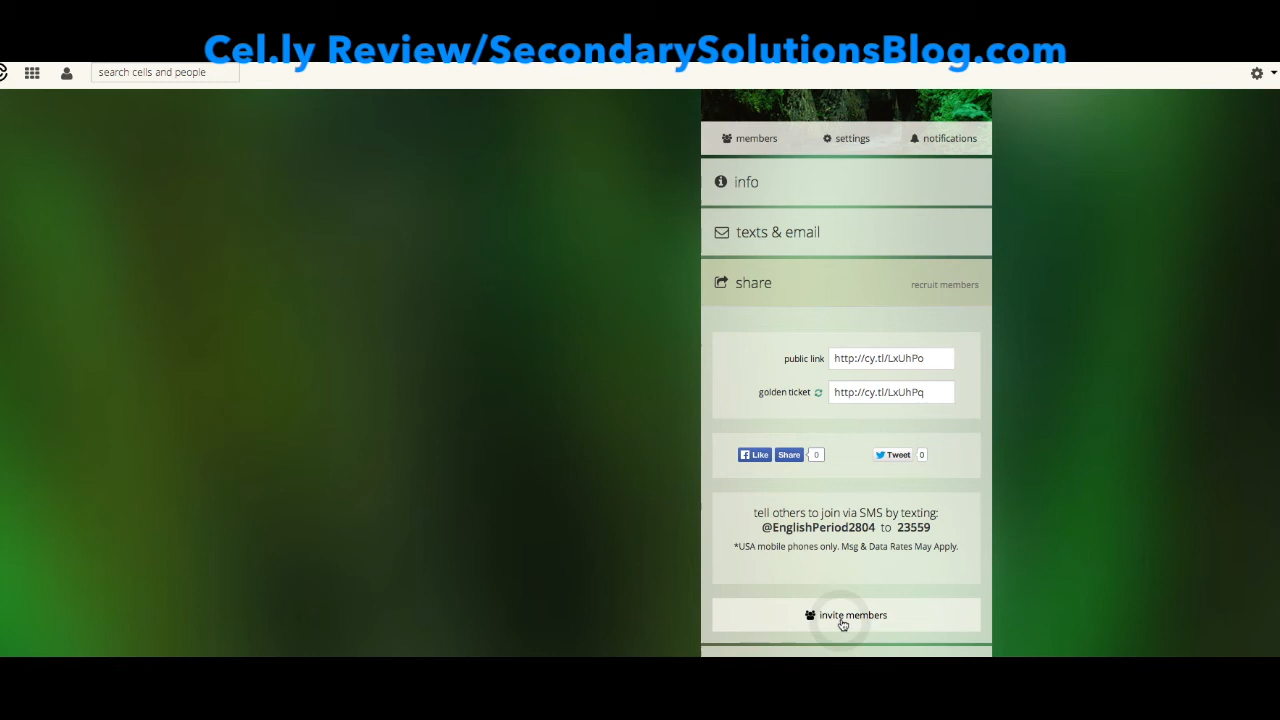 Cel.ly Review/SecondarySolutionsBlog.com
search cells and people
members settings notifications
info
texts & email
share recruit members
public link http://cy.tl/LxUhPo
golden ticket http://cy.tl/LxUhPq
Like Share 0 Tweet 0
tell others to join via SMS by texting:
@EnglishPeriod2804 to 23559
*USA mobile phones only. Msg & Data Rates May Apply.
invite members